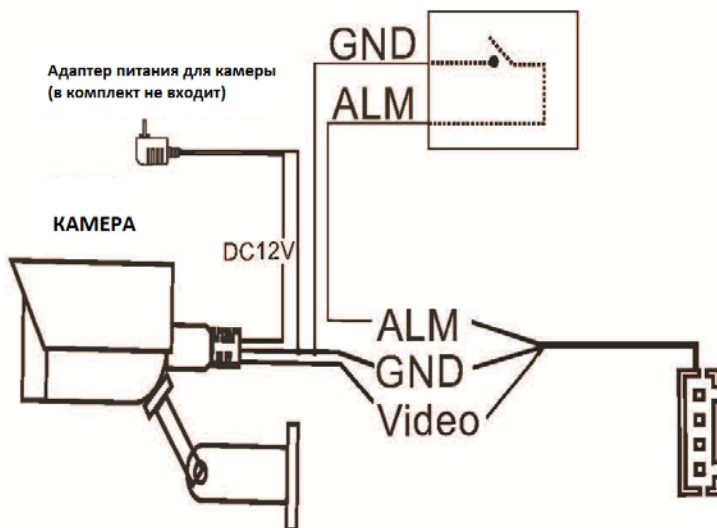 GND
Адаптер питания для камеры
(в комплект не входит)
ALM
КАМЕРА
DC12V
ALM
GND
Video